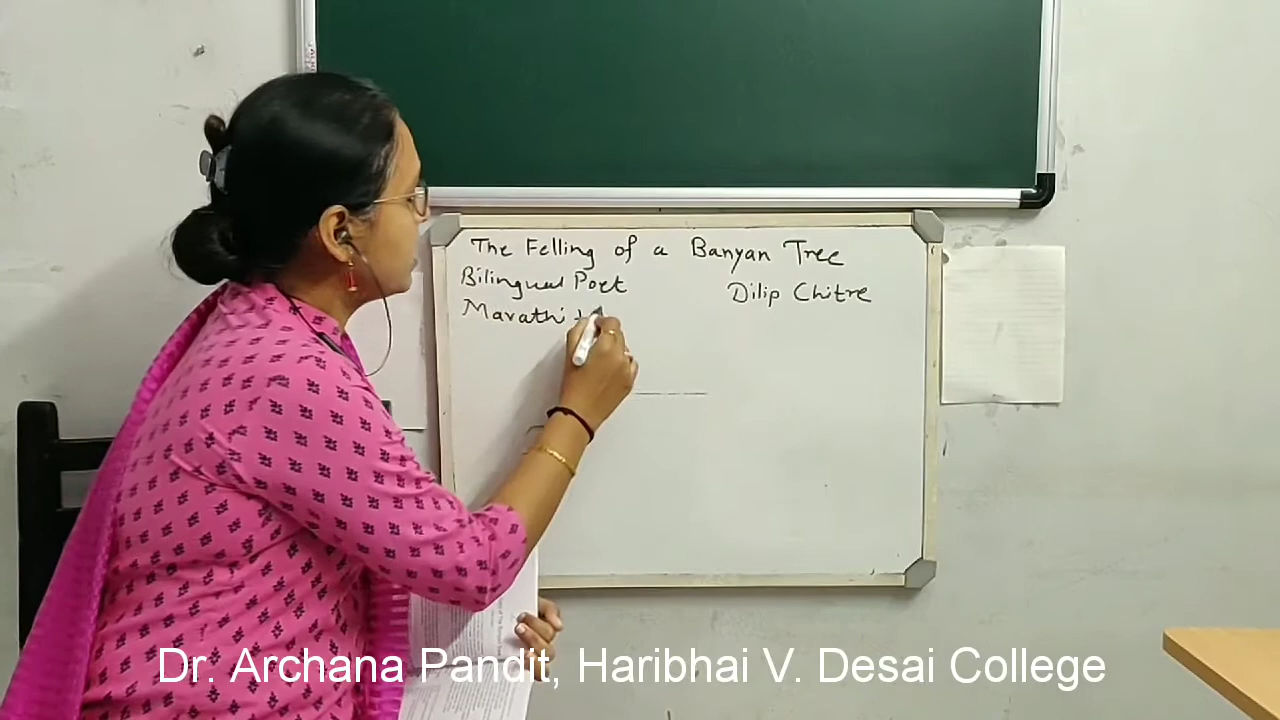 The Felling of a Banyan Tree
Bilingual Poet
Dilip Chitre
Marathi +
Dr. Archana Pandit, Haribhai V. Desai College